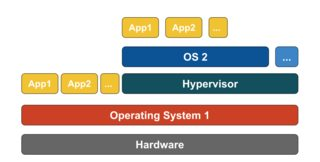 App1 App2 ...
OS 2 ...
App1 App2 ... Hypervisor
Operating System 1
Hardware